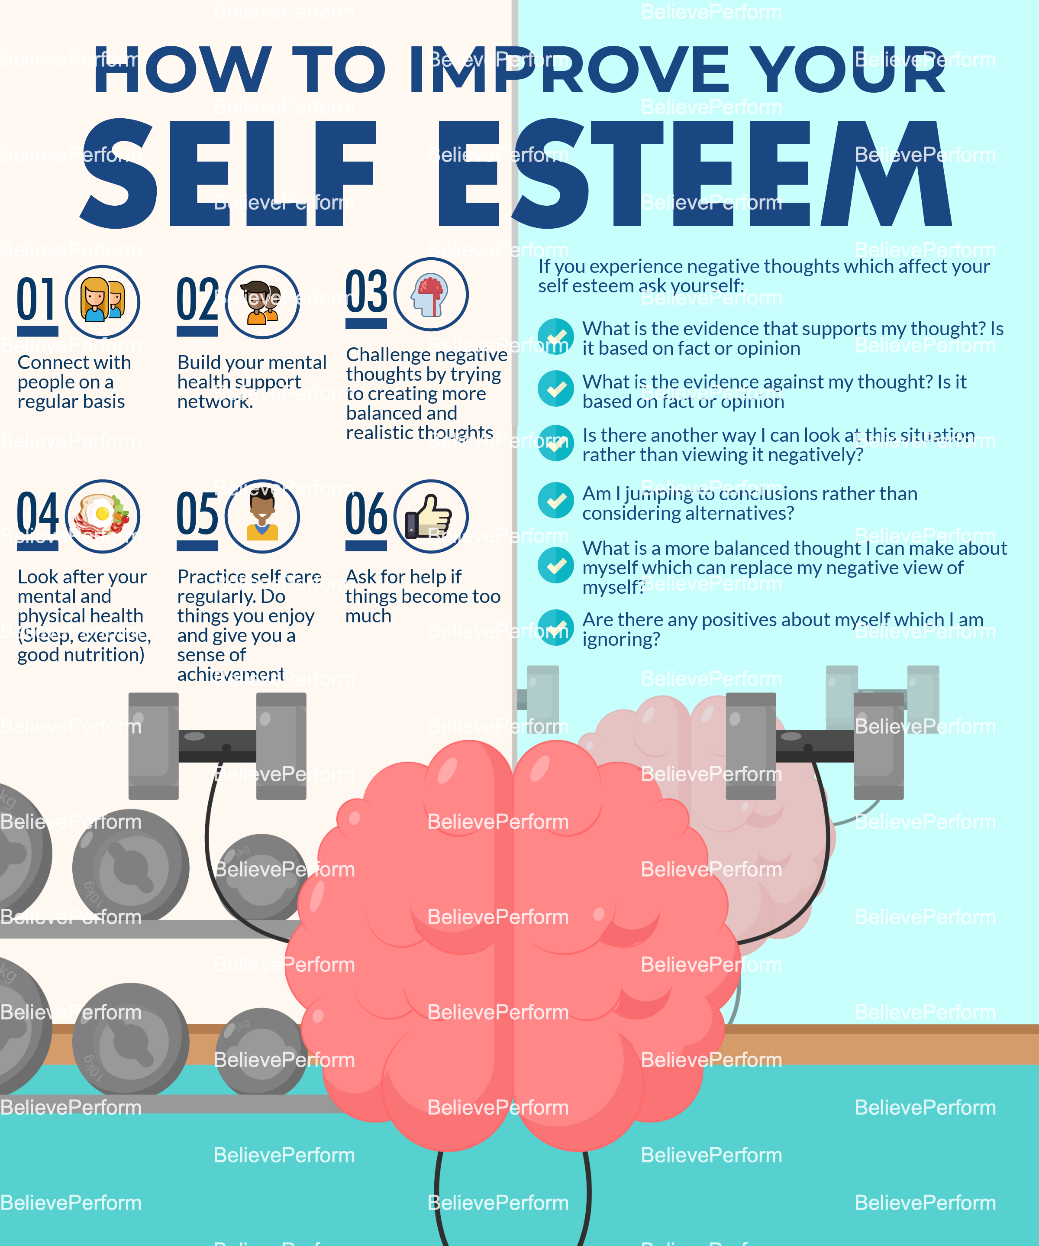 HOW TO IMPROVE YOUR
SELF ESTEEM
01
Connect with
people on a
regular basis
02
Build your mental
health support
network.
03
Challenge negative
thoughts by trying
to creating more
balanced and
realistic thoughts
04
Look after your
mental and
physical health
(sleep, exercise,
good nutrition)
05
Practice self care
regularly. Do
things you enjoy
and give you a
sense of
achievement
06
Ask for help if
things become too
much
If you experience negative thoughts which affect your
self esteem ask yourself:
What is the evidence that supports my thought? Is
it based on fact or opinion
What is the evidence against my thought? Is it
based on fact or opinion
Is there another way I can look at this situation
rather than viewing it negatively?
Am I jumping to conclusions rather than
considering alternatives?
What is a more balanced thought I can make about
myself which can replace my negative view of
myself?
Are there any positives about myself which I am
ignoring?
kg
10kg
kg
kg
10kg
kg
BelievePerform